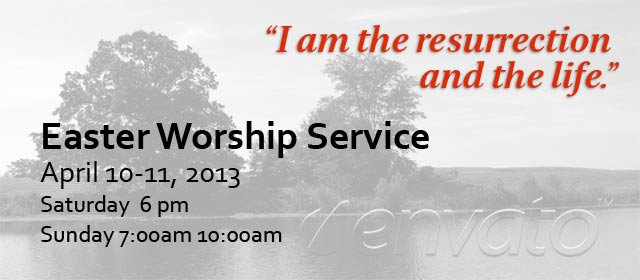 “I am the resurrection
and the life.”
Easter Worship Service
April 10-11, 2013
Saturday  6 pm
Sunday 7:00am 10:00am
envato